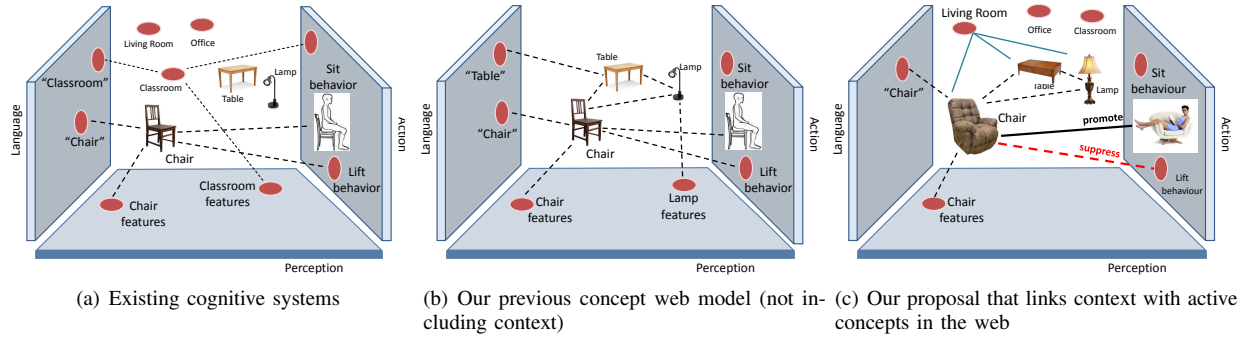 Living Room
Office
Classroom
"Classroom"
Table
Lamp
Sit
behavior
Language
"Chair"
Chair
Action
Lift
behavior
Classroom
features
Chair
features
Perception
(a) Existing cognitive systems
Table
Lamp
"Table"
Sit
behavior
Language
"Chair"
Chair
Action
Lift
behavior
Chair
features
Lamp
features
Perception
(b) Our previous concept web model (not in-
cluding context)
Living Room
Office
Classroom
"Chair"
Table
Lamp
Sit
behaviour
Language
Chair
promote
Action
suppress
Lift
behaviour
Chair
features
Perception
(c) Our proposal that links context with active
concepts in the web